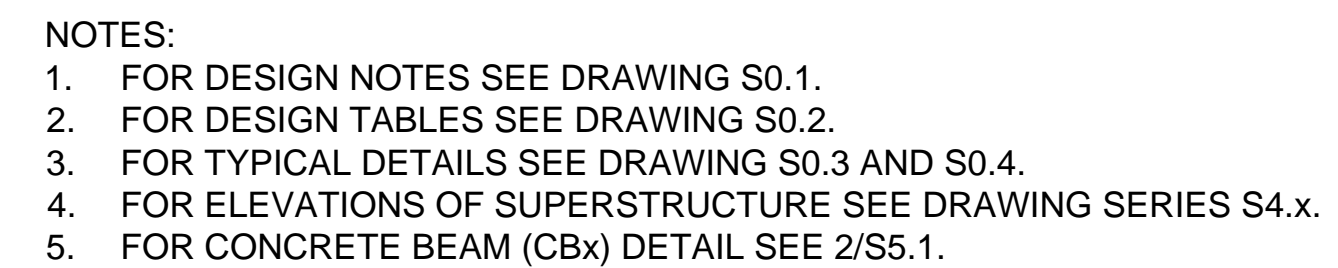 NOTES:
1. FOR DESIGN NOTES SEE DRAWING S0.1.
2. FOR DESIGN TABLES SEE DRAWING S0.2.
3. FOR TYPICAL DETAILS SEE DRAWING S0.3 AND S0.4.
4. FOR ELEVATIONS OF SUPERSTRUCTURE SEE DRAWING SERIES S4.x.
5. FOR CONCRETE BEAM (CBx) DETAIL SEE 2/S5.1.